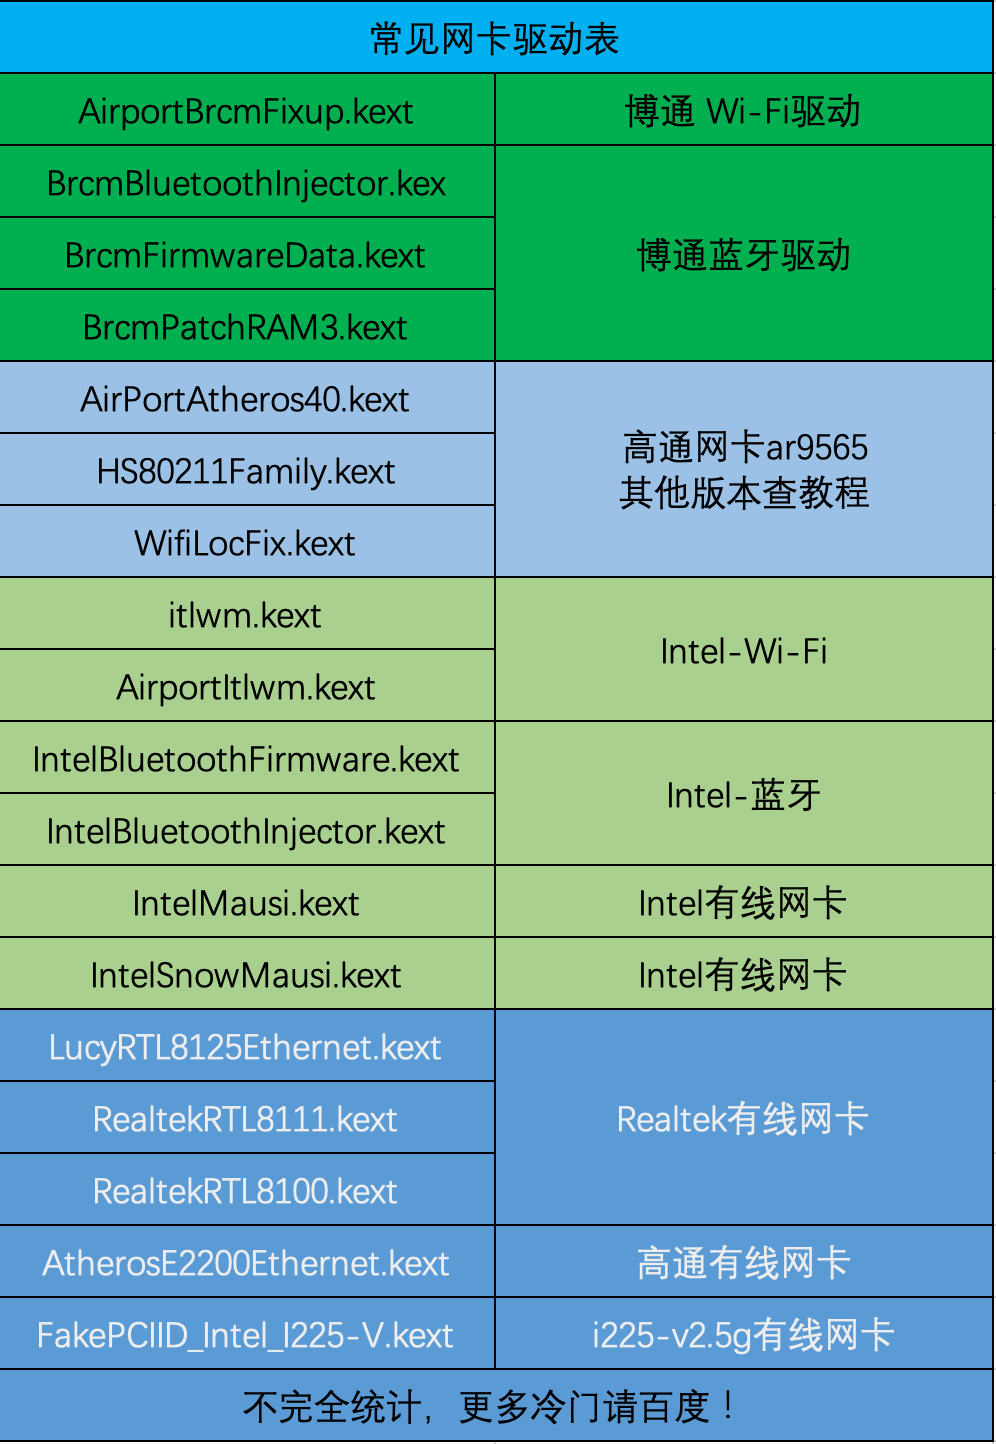 常见网卡驱动表
AirportBrcmFixup.kext
博通 Wi-Fi驱动
BrcmBluetoothInjector.kex
BrcmFirmwareData.kext
BrcmPatchRAM3.kext
博通蓝牙驱动
AirPortAtheros40.kext
HS80211Family.kext
WifiLocFix.kext
高通网卡ar9565
其他版本查教程
itlwm.kext
AirportItlwm.kext
Intel-Wi-Fi
IntelBluetoothFirmware.kext
IntelBluetoothInjector.kext
Intel-蓝牙
IntelMausi.kext
Intel有线网卡
IntelSnowMausi.kext
Intel有线网卡
LucyRTL8125Ethernet.kext
RealtekRTL8111.kext
RealtekRTL8100.kext
Realtek有线网卡
AtherosE2200Ethernet.kext
高通有线网卡
FakePCIID_Intel_I225-V.kext
i225-v2.5g有线网卡
不完全统计，更多冷门请百度！